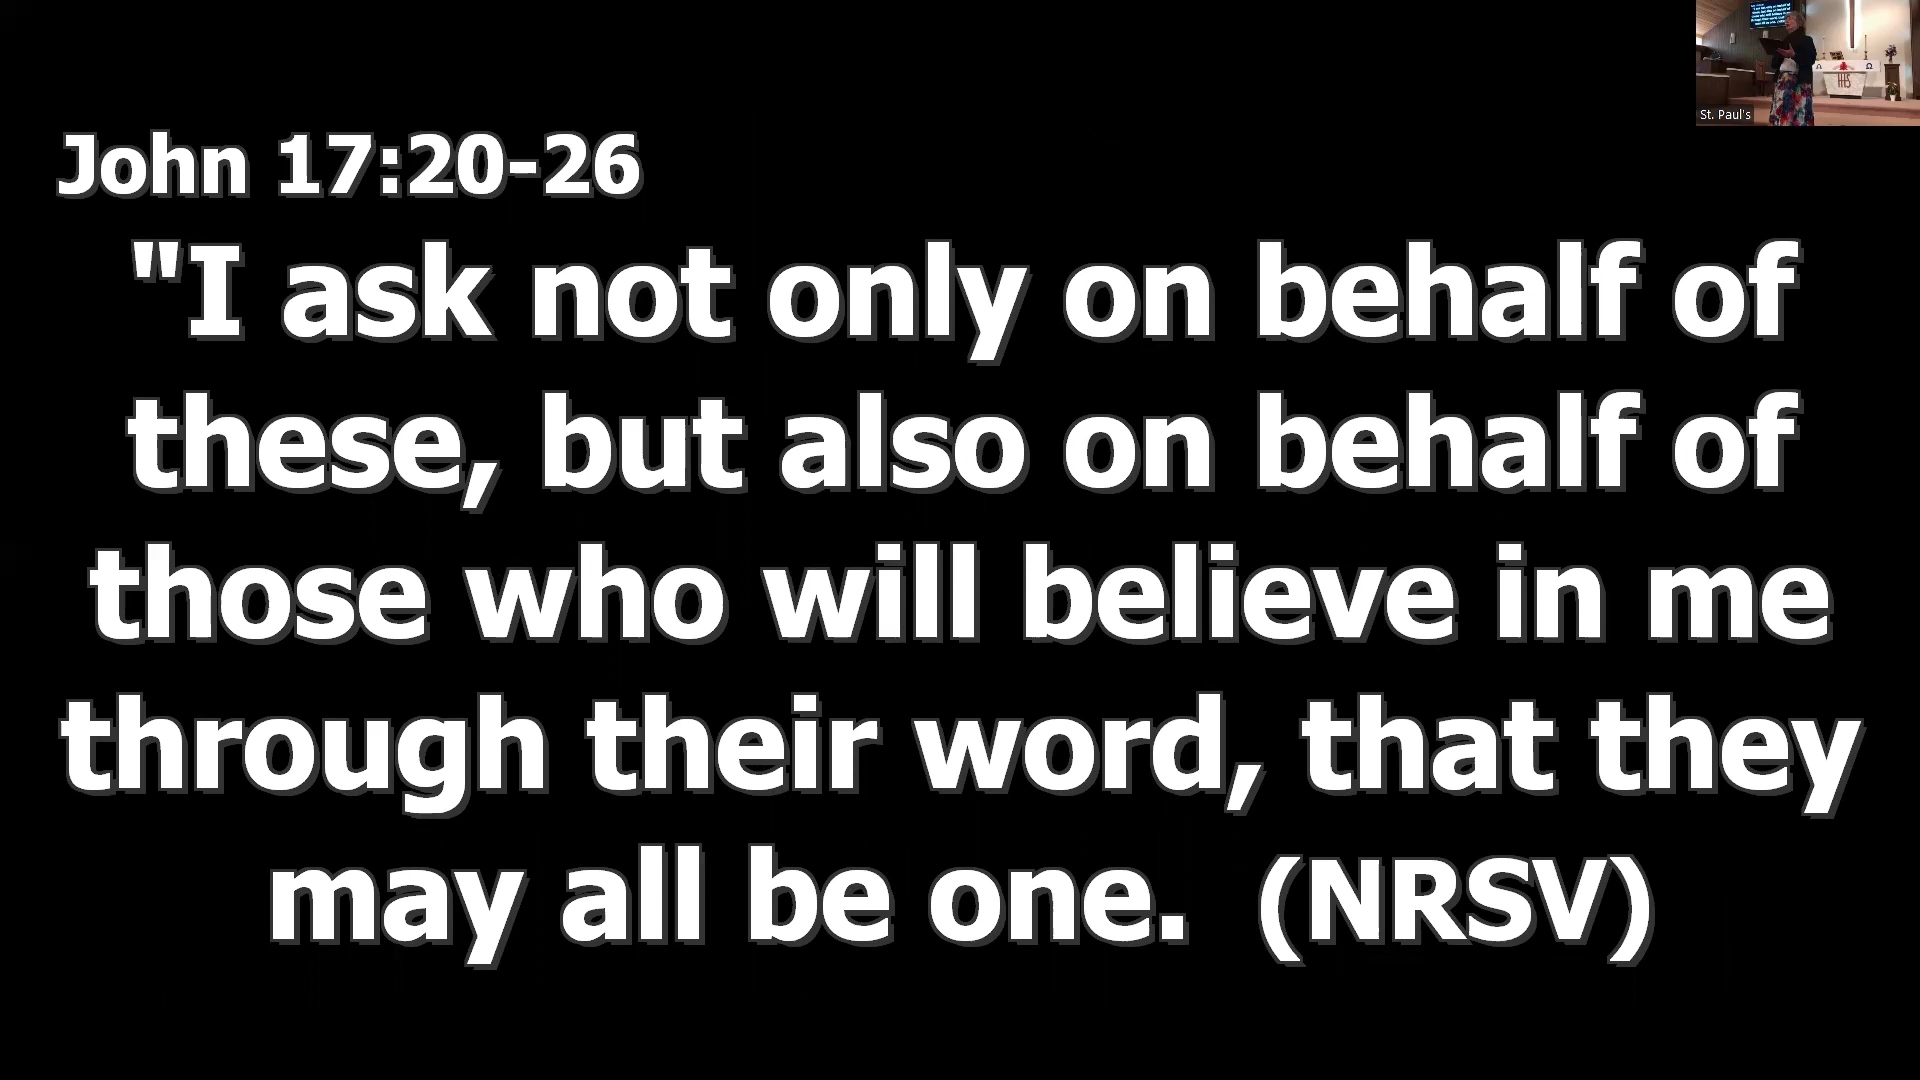 John 17:20-26
"I ask not only on behalf of
these, but also on behalf of
those who will believe in me
through their word, that they
may all be one.  (NRSV)
St. Paul's
IHS